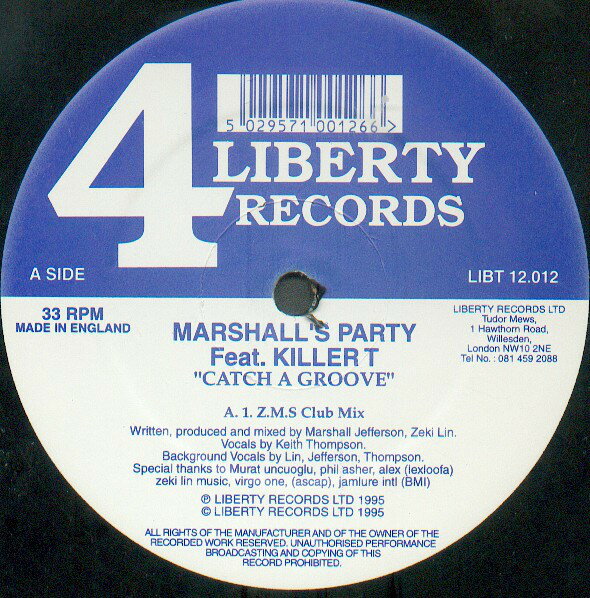 5 029571 001266 >
4 LIBERTY
RECORDS
A SIDE
LIBT 12.012
33 RPM
MADE IN ENGLAND
LIBERTY RECORDS LTD
Tudor Mews,
1 Hawthorn Road,
Willesden,
London NW10 2NE
Tel No. : 081 459 2088
MARSHALL'S PARTY
Feat. KILLER T
"CATCH A GROOVE"
A. 1. Z.M.S Club Mix
Written, produced and mixed by Marshall Jefferson, Zeki Lin.
Vocals by Keith Thompson.
Background Vocals by Lin, Jefferson, Thompson.
Special thanks to Murat uncuoglu, phil asher, alex (lexloofa)
zeki lin music, virgo one, (ascap), jamlure intl (BMI)
℗ LIBERTY RECORDS LTD 1995
© LIBERTY RECORDS LTD 1995
ALL RIGHTS OF THE MANUFACTURER AND OF THE OWNER OF THE
RECORDED WORK RESERVED. UNAUTHORISED PERFORMANCE
BROADCASTING AND COPYING OF THIS
RECORD PROHIBITED.